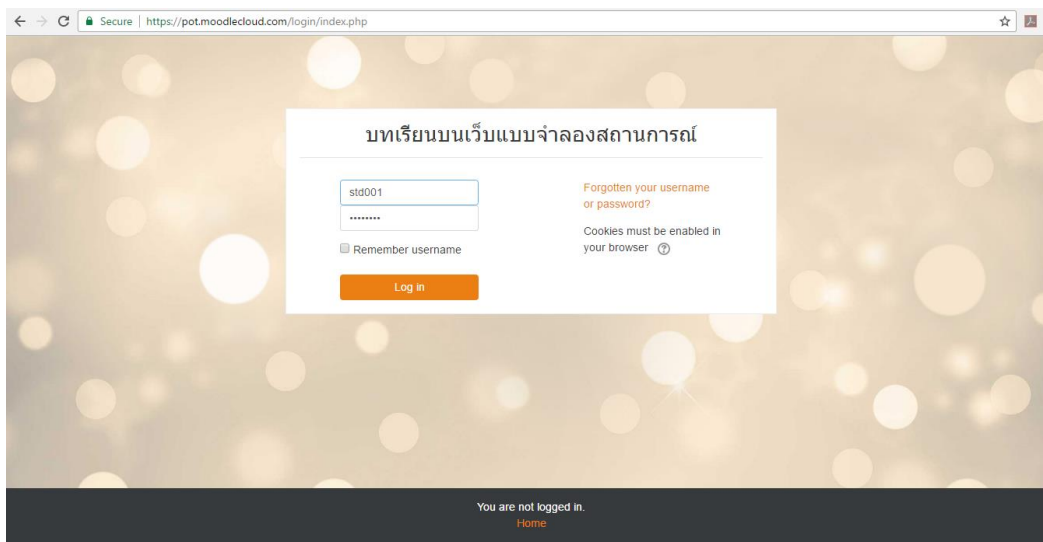 Secure | https://pot.moodlecloud.com/login/index.php
บทเรียนบนเว็บแบบจำลองสถานการณ์
std001
••••••••
Remember username
Log in
Forgotten your username
or password?
Cookies must be enabled in
your browser ?
You are not logged in.
Home